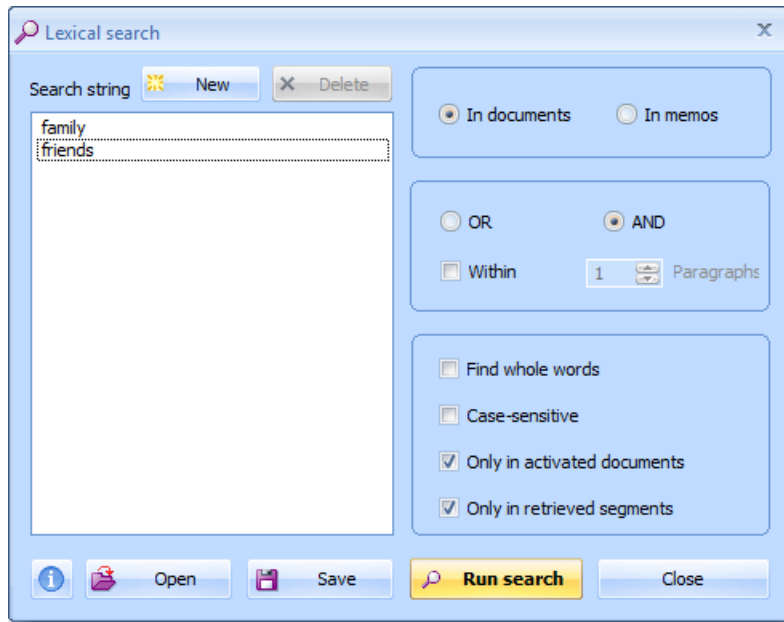 Lexical search
Search string
New
Delete
family
friends
In documents
In memos
OR
AND
Within
1
Paragraphs
Find whole words
Case-sensitive
Only in activated documents
Only in retrieved segments
Open
Save
Run search
Close